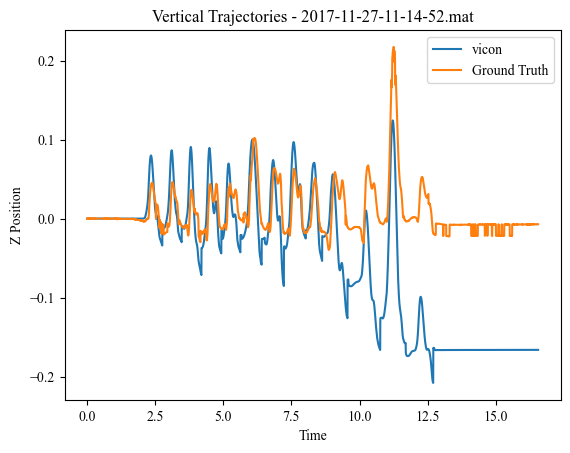 Vertical Trajectories - 2017-11-27-11-14-52.mat
vicon
Ground Truth
Z Position
0.2
0.1
0.0
−0.1
−0.2
0.0 2.5 5.0 7.5 10.0 12.5 15.0
Time